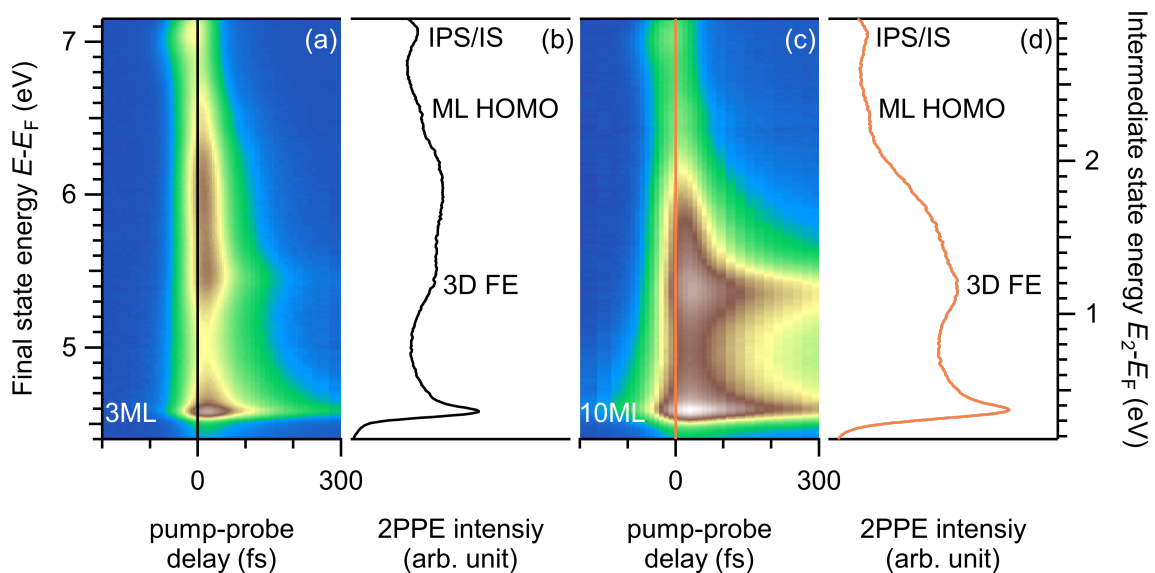 Final state energy E-E_F (eV)
7
6
5
(a)
3ML
0
300
pump-probe
delay (fs)
(b)
IPS/IS
ML HOMO
3D FE
2PPE intensiy
(arb. unit)
(c)
10ML
0
300
pump-probe
delay (fs)
(d)
IPS/IS
ML HOMO
3D FE
2PPE intensiy
(arb. unit)
2
1
Intermediate state energy E₂-E_F (eV)